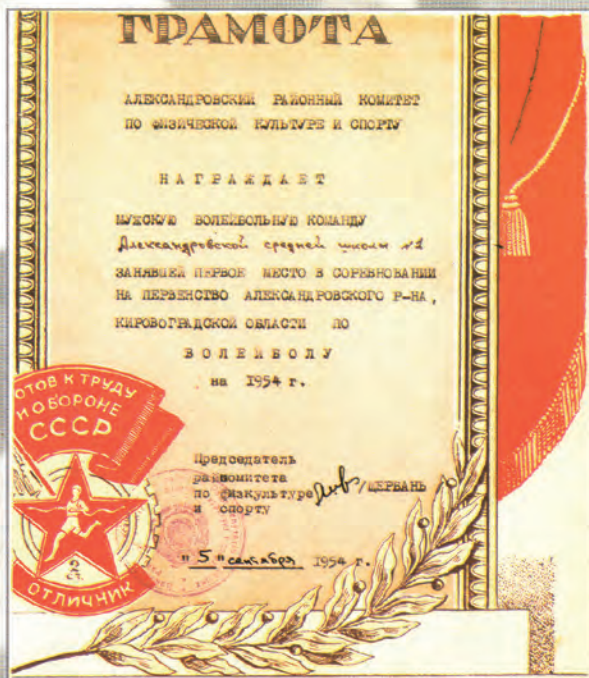 ГРАМОТА
АЛЕКСАНДРОВСКИЙ РАЙОННЫЙ КОМИТЕТ
ПО ФИЗИЧЕСКОЙ КУЛЬТУРЕ И СПОРТУ
НАГРАЖДАЕТ
МУЖСКУЮ ВОЛЕЙБОЛЬНУЮ КОМАНДУ
Александровской средней школы №1
ЗАНЯВШЕЙ ПЕРВОЕ МЕСТО В СОРЕВНОВАНИИ
НА ПЕРВЕНСТВО АЛЕКСАНДРОВСКОГО Р-НА,
КИРОВОГРАДСКОЙ ОБЛАСТИ ПО
ВОЛЕЙБОЛУ
на 1954 г.
ОТОВ К ТРУДУ
И ОБОРОНЕ
СССР
2
ОТЛИЧНИК
Председатель
райкомитета
по физкультуре /ЩЕРБАНЬ
и спорту
"5" сентября 1954 г.